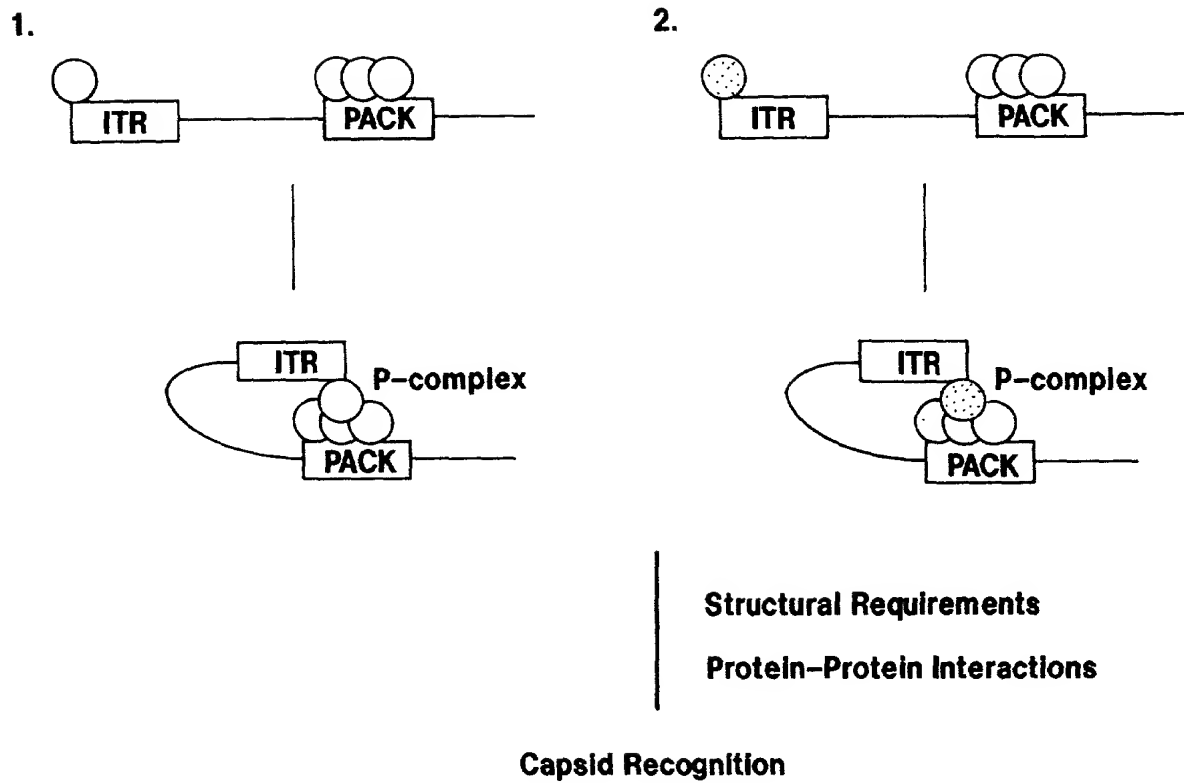 1.
2.
ITR
PACK
ITR
PACK
ITR
P-complex
PACK
ITR
P-complex
PACK
Structural Requirements
Protein-Protein Interactions
Capsid Recognition